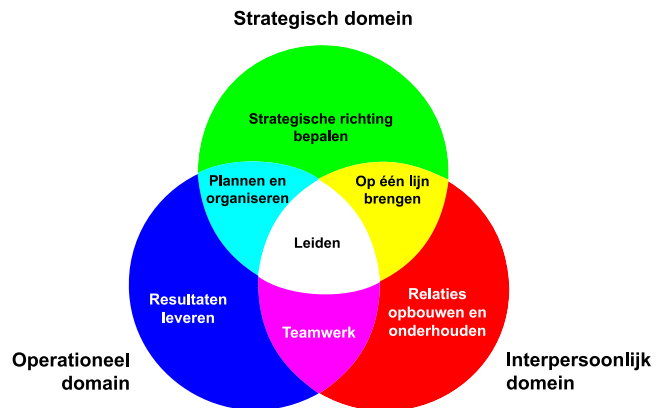 Strategisch domein
Strategische richting
bepalen
Plannen en
organiseren
Op één lijn
brengen
Leiden
Resultaten
leveren
Relaties
opbouwen en
onderhouden
Teamwerk
Operationeel
domain
Interpersoonlijk
domein